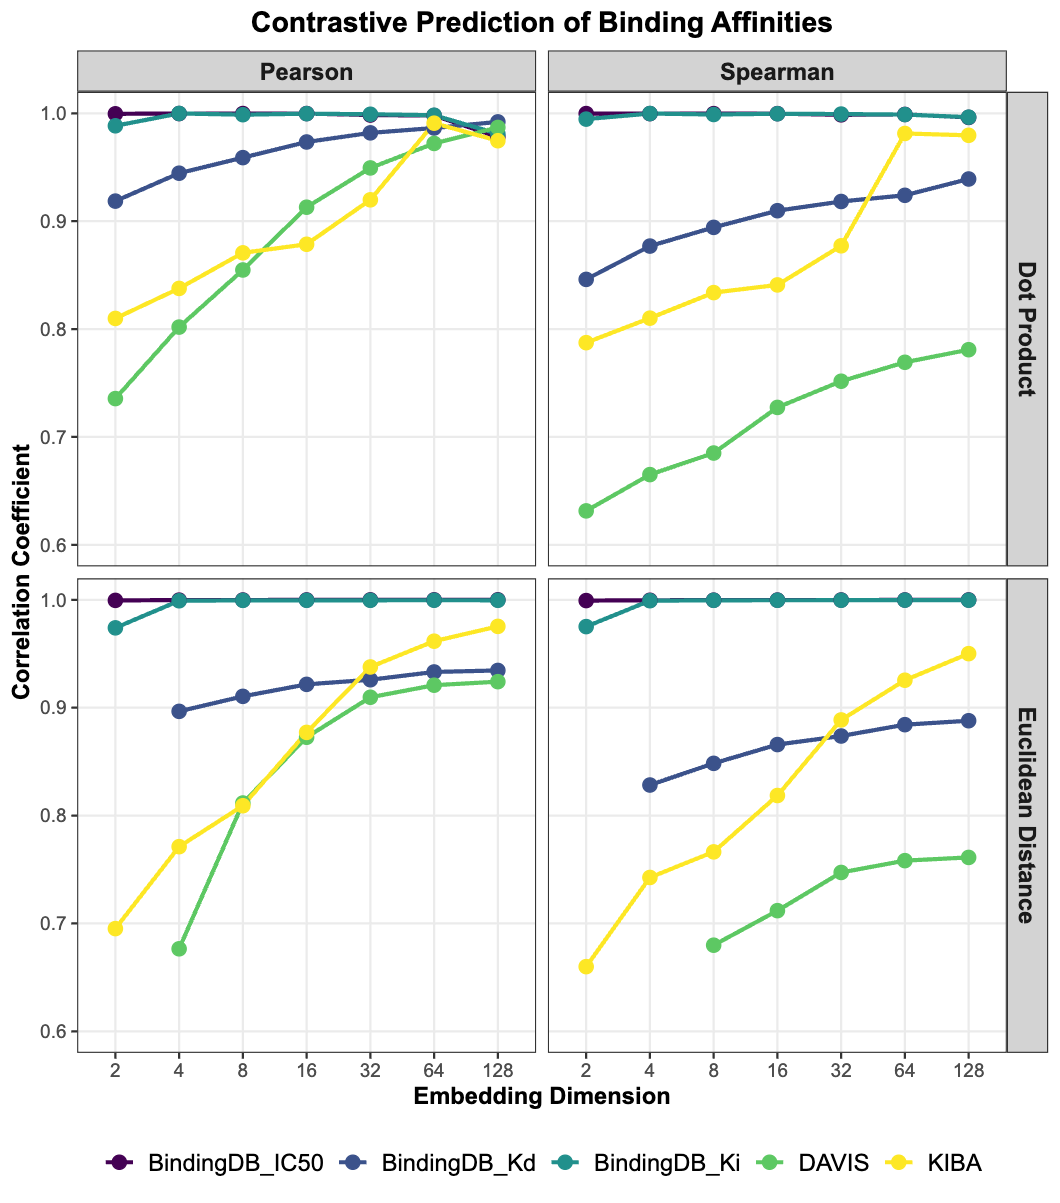 Contrastive Prediction of Binding Affinities
Pearson
Spearman
1.0
0.9
0.8
0.7
0.6
Dot Product
Correlation Coefficient
1.0
0.9
0.8
0.7
0.6
Euclidean Distance
2 4 8 16 32 64 128
2 4 8 16 32 64 128
Embedding Dimension
BindingDB_IC50 BindingDB_Kd BindingDB_Ki DAVIS KIBA